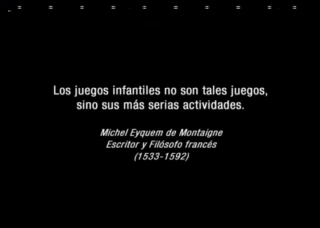 Los juegos infantiles no son tales juegos,
sino sus más serias actividades.
Michel Eyquem de Montaigne
Escritor y Filósofo francés
(1533-1592)